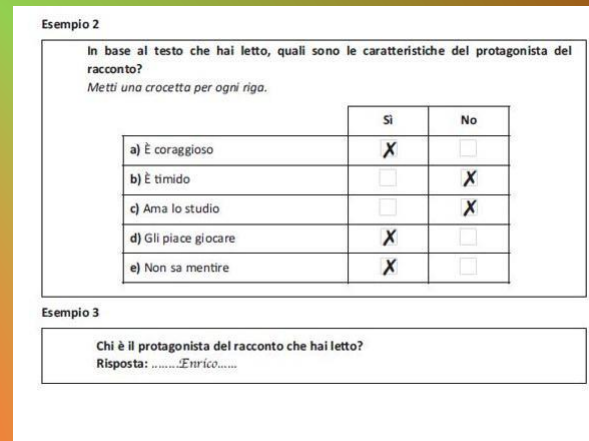 Esempio 2
In base al testo che hai letto, quali sono le caratteristiche del protagonista del
racconto?
Metti una crocetta per ogni riga.
Sì No
a) È coraggioso ✗ ☐
b) È timido ☐ ✗
c) Ama lo studio ☐ ✗
d) Gli piace giocare ✗ ☐
e) Non sa mentire ✗ ☐
Esempio 3
Chi è il protagonista del racconto che hai letto?
Risposta: ........Enrico......